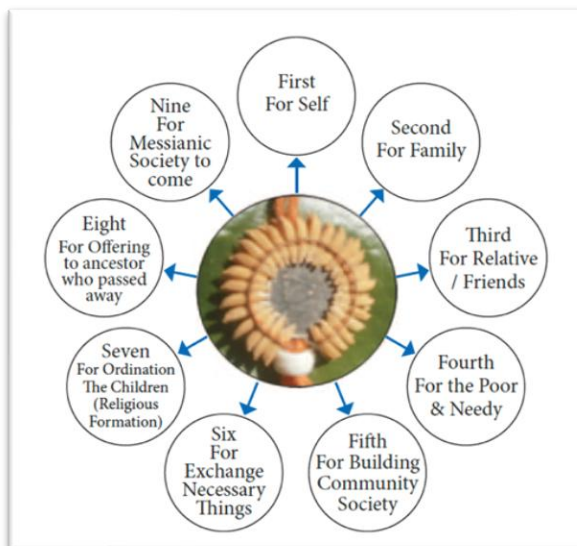 First
For Self
Second
For Family
Third
For Relative
/ Friends
Fourth
For the Poor
& Needy
Fifth
For Building
Community
Society
Six
For
Exchange
Necessary
Things
Seven
For Ordination
The Children
(Religious
Formation)
Eight
For Offering
to ancestor
who passed
away
Nine
For
Messianic
Society to
come